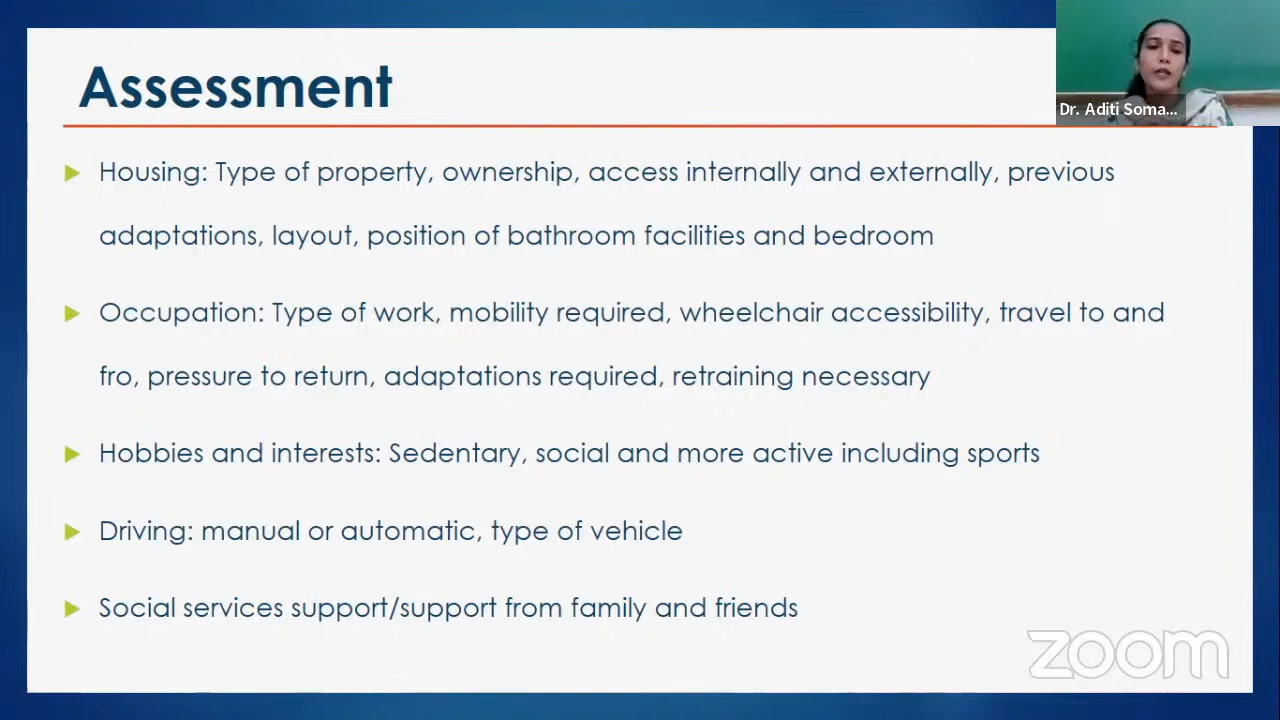 Assessment
Dr. Aditi Soma...
Housing: Type of property, ownership, access internally and externally, previous
adaptations, layout, position of bathroom facilities and bedroom
Occupation: Type of work, mobility required, wheelchair accessibility, travel to and
fro, pressure to return, adaptations required, retraining necessary
Hobbies and interests: Sedentary, social and more active including sports
Driving: manual or automatic, type of vehicle
Social services support/support from family and friends
zoom